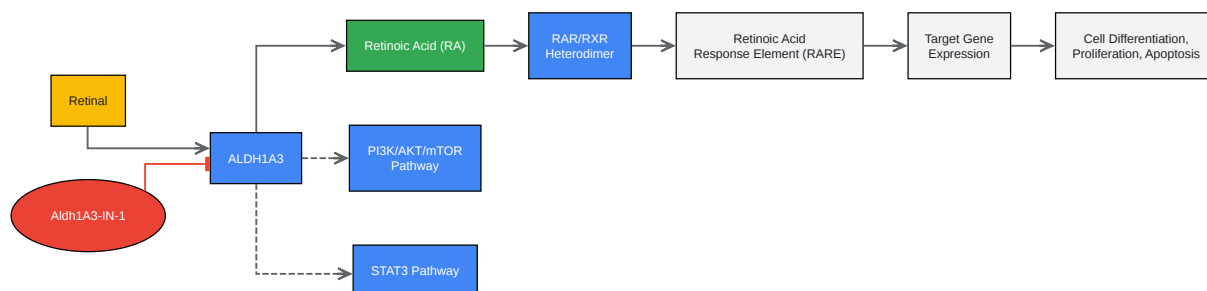 Retinoic Acid (RA)
RAR/RXR
Heterodimer
Retinoic Acid
Response Element (RARE)
Target Gene
Expression
Cell Differentiation,
Proliferation, Apoptosis
Retinal
ALDH1A3
PI3K/AKT/mTOR
Pathway
Aldh1A3-IN-1
STAT3 Pathway